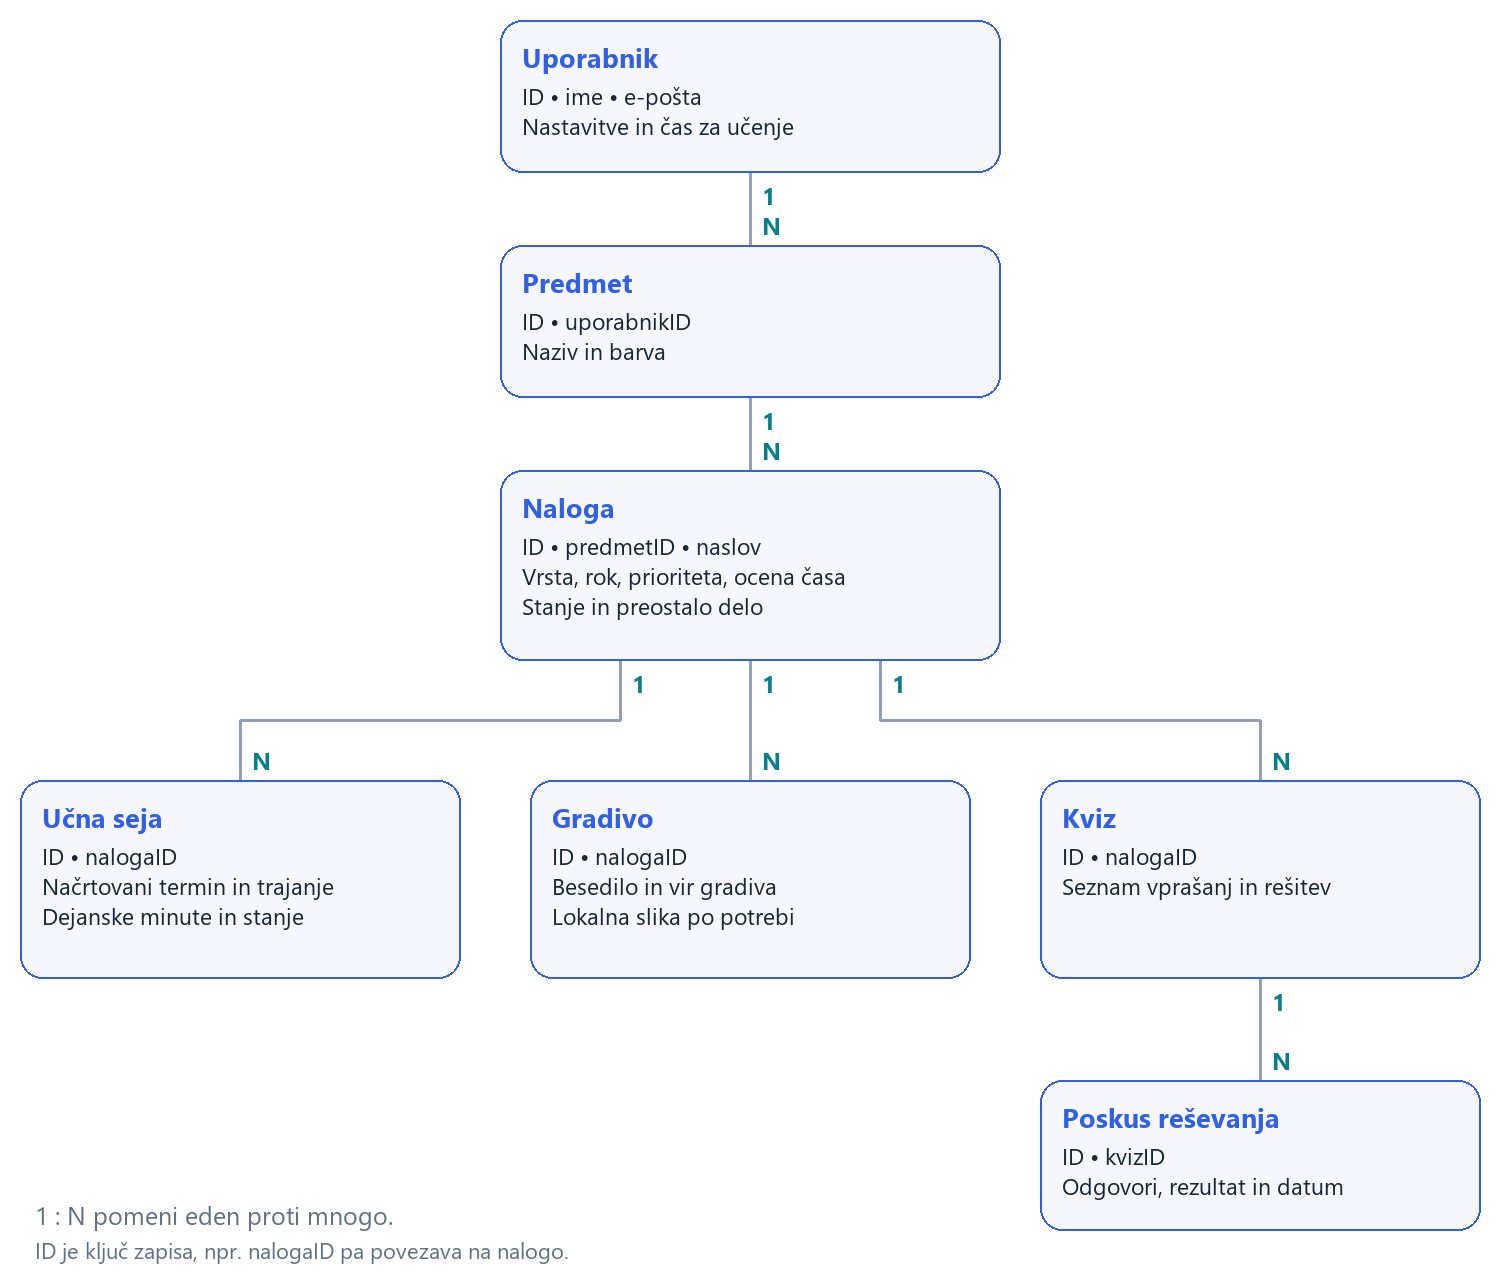 Uporabnik
ID • ime • e-pošta
Nastavitve in čas za učenje
1
N
Predmet
ID • uporabnikID
Naziv in barva
1
N
Naloga
ID • predmetID • naslov
Vrsta, rok, prioriteta, ocena časa
Stanje in preostalo delo
1
1
1
N
N
N
Učna seja
ID • nalogaID
Načrtovani termin in trajanje
Dejanske minute in stanje
Gradivo
ID • nalogaID
Besedilo in vir gradiva
Lokalna slika po potrebi
Kviz
ID • nalogaID
Seznam vprašanj in rešitev
1
N
Poskus reševanja
ID • kvizID
Odgovori, rezultat in datum
1 : N pomeni eden proti mnogo.
ID je ključ zapisa, npr. nalogaID pa povezava na nalogo.